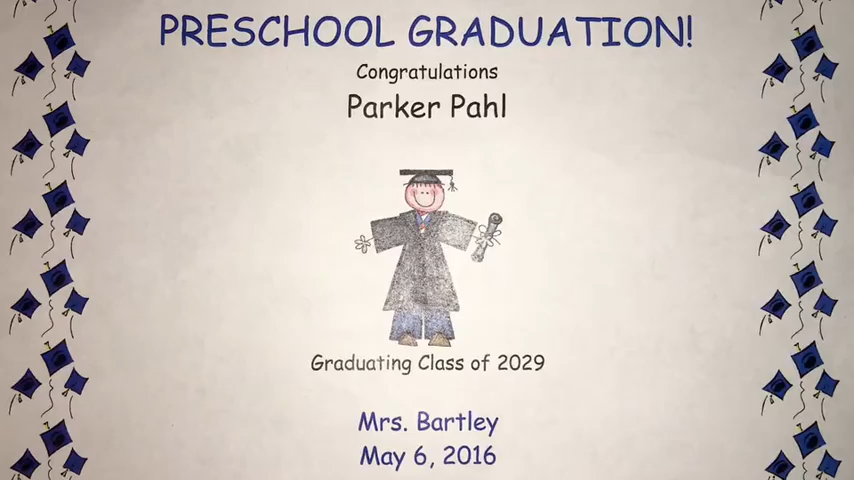 PRESCHOOL GRADUATION!
Congratulations
Parker Pahl
Graduating Class of 2029
Mrs. Bartley
May 6, 2016